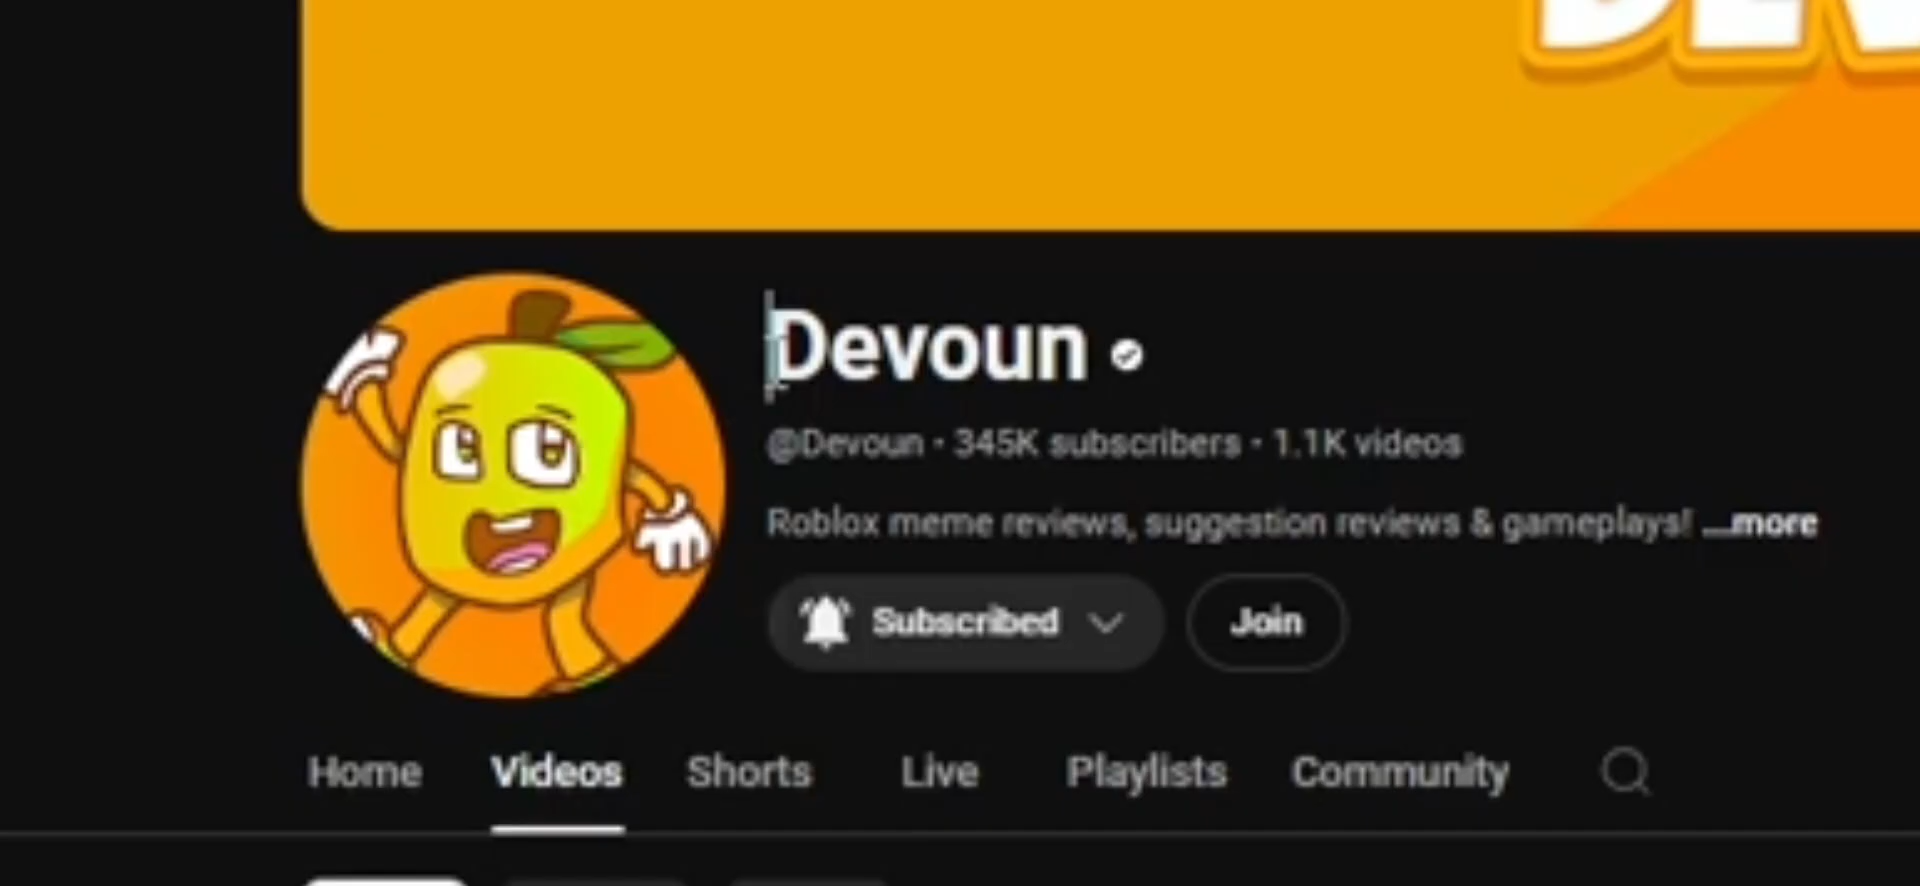 DEV
Devoun
@Devoun • 345K subscribers • 1.1K videos
Roblox meme reviews, suggestion reviews & gameplays! ...more
Subscribed
Join
Home Videos Shorts Live Playlists Community